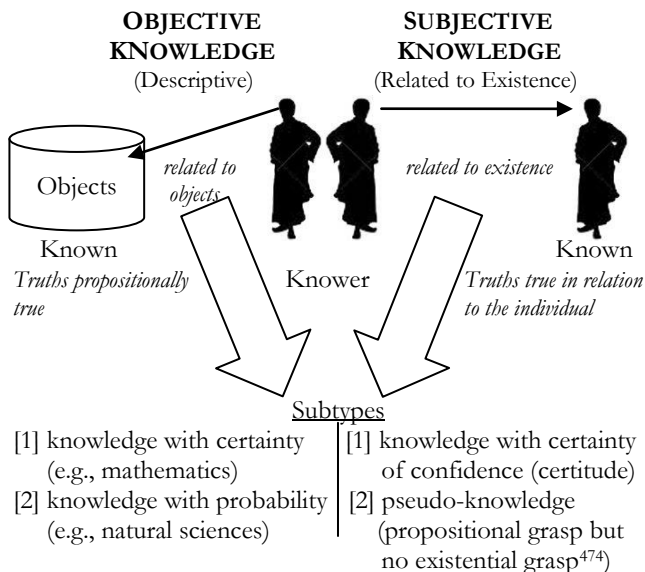 OBJECTIVE
KNOWLEDGE
(Descriptive)
SUBJECTIVE
KNOWLEDGE
(Related to Existence)
Objects
related to
objects
related to existence
Known
Truths propositionally
true
Knower
Known
Truths true in relation
to the individual
Subtypes
[1] knowledge with certainty
(e.g., mathematics)
[2] knowledge with probability
(e.g., natural sciences)
[1] knowledge with certainty
of confidence (certitude)
[2] pseudo-knowledge
(propositional grasp but
no existential grasp474)